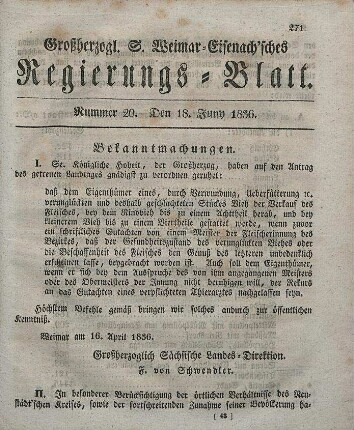 271
Großherzogl. S. Weimar-Eisenach'sches
Regierungs-Blatt.
Nummer 20. Den 18. Juny 1836.
Bekanntmachungen.
I. Se. Königliche Hoheit, der Großherzog, haben auf den Antrag
des getreuen Landtages gnädigst zu verordnen geruhet:
daß dem Eigenthümer eines, durch Verwundung, Ueberfütterung ꝛc.
verunglückten und deshalb geschlachteten Stückes Vieh der Verkauf des
Fleisches, bey dem Rindvieh bis zu einem Achttheil herab, und bey
kleinerem Vieh bis zu einem Viertheile gestattet werde, wenn zuvor
ein schriftliches Gutachten von einem Meister der Fleischerinnung des
Bezirkes, daß der Gesundheitszustand des verunglückten Viehes oder
die Beschaffenheit des Fleisches den Genuß des letzteren unbedenklich
erscheinen lasse, beygebracht worden ist. Auch soll dem Eigenthümer,
wenn er sich bey dem Ausspruche des von ihm angegangenen Meisters
oder des Obermeisters der Innung nicht beruhigen will, der Rekurs
an das Gutachten eines verpflichteten Thierarztes nachgelassen seyn.
Höchstem Befehle gemäß bringen wir solches andurch zur öffentlichen
Kenntniß.
Weimar am 16. April 1836.
Großherzoglich Sächsische Landes-Direktion.
F. von Schwendler.
II. In besonderer Berücksichtigung der örtlichen Verhältnisse des Neu-
städt'schen Kreises, sowie der fortschreitenden Zunahme seiner Bevölkerung ha-
[ 43 ]